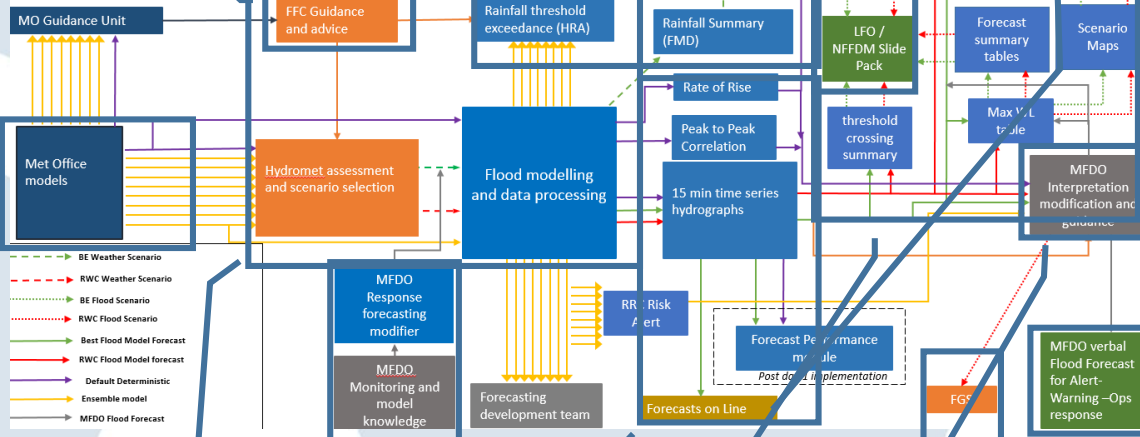 MO Guidance Unit
FFC Guidance
and advice
Rainfall threshold
exceedance (HRA)
Rainfall Summary
(FMD)
LFO /
NFFDM Slide
Pack
Forecast
summary
tables
Scenario
Maps
Rate of Rise
Peak to Peak
Correlation
threshold
crossing
summary
Max WL
table
Met Office
models
Hydromet assessment
and scenario selection
Flood modelling
and data processing
15 min time series
hydrographs
MFDO
Interpretation
modification and
guidance
BE Weather Scenario
RWC Weather Scenario
BE Flood Scenario
RWC Flood Scenario
Best Flood Model Forecast
RWC Flood Model forecast
Default Deterministic
Ensemble model
MFDO Flood Forecast
MFDO
Response
forecasting
modifier
MFDO
Monitoring and
model
knowledge
Risk
Alert
Forecasting
development team
Forecast Performance
module
Post day 1 implementation
Forecasts on Line
FGS
MFDO verbal
Flood Forecast
for Alert-
Warning –Ops
response